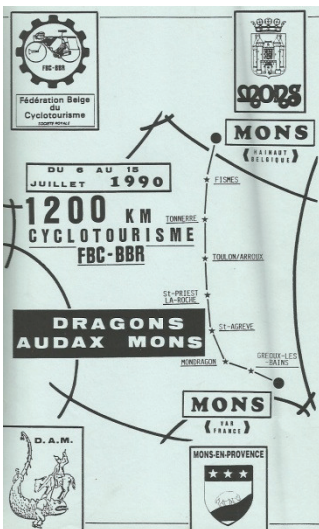 FBC-BBR
Fédération Belge
du
Cyclotourisme
SOCIÉTÉ ROYALE
MONS
MONS
HAINAUT
BELGIQUE
DU 6 AU 15
JUILLET 1990
1200 KM
CYCLOTOURISME
FBC-BBR
FISMES
TONNERRE
TOULON/ARROUX
St-PRIEST
LA-ROCHE
DRAGONS
AUDAX MONS
St-AGREVE
MONDRAGON
GREOUX-LES
-BAINS
MONS
VAR
FRANCE
D.A.M.
MONS-EN-PROVENCE